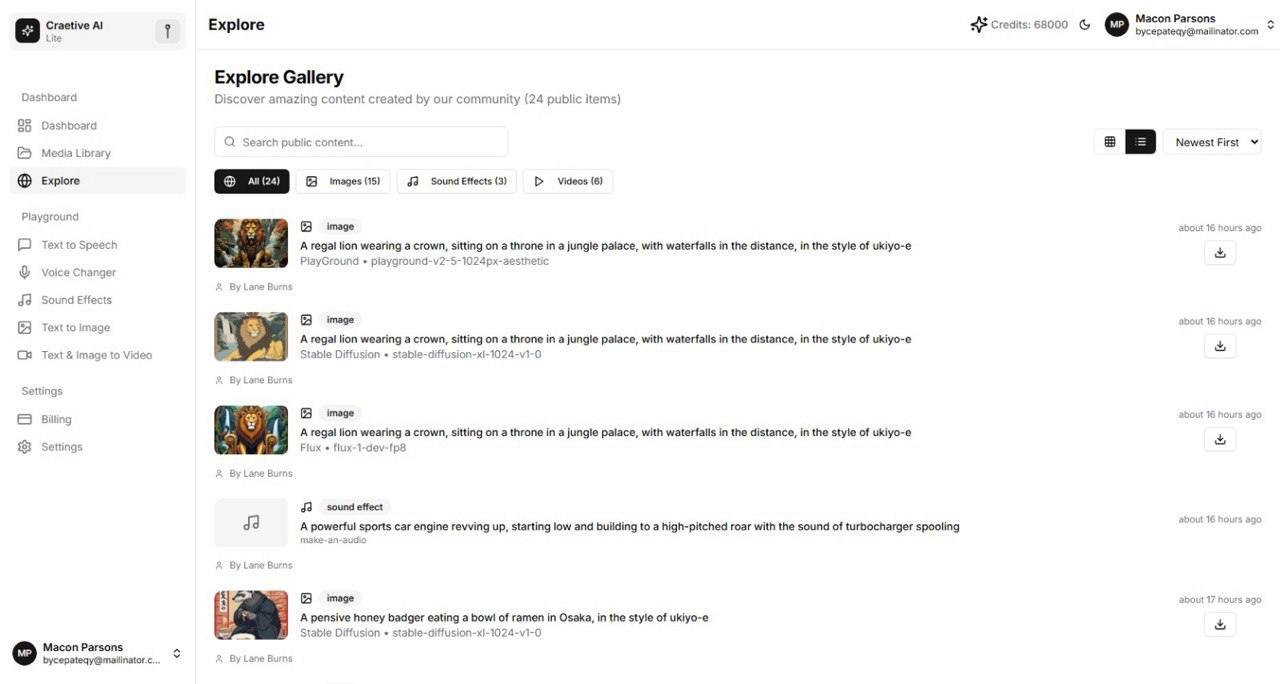 Craetive AI
Lite
Dashboard
Dashboard
Media Library
Explore
Playground
Text to Speech
Voice Changer
Sound Effects
Text to Image
Text & Image to Video
Settings
Billing
Settings
MP
Macon Parsons
bycepateqy@mailinator.c...
Explore
Credits: 68000
MP
Macon Parsons
bycepateqy@mailinator.com
Explore Gallery
Discover amazing content created by our community (24 public items)
Search public content...
Newest First
All (24)
Images (15)
Sound Effects (3)
Videos (6)
image
about 16 hours ago
A regal lion wearing a crown, sitting on a throne in a jungle palace, with waterfalls in the distance, in the style of ukiyo-e
PlayGround • playground-v2-5-1024px-aesthetic
By Lane Burns
image
about 16 hours ago
A regal lion wearing a crown, sitting on a throne in a jungle palace, with waterfalls in the distance, in the style of ukiyo-e
Stable Diffusion • stable-diffusion-xl-1024-v1-0
By Lane Burns
image
about 16 hours ago
A regal lion wearing a crown, sitting on a throne in a jungle palace, with waterfalls in the distance, in the style of ukiyo-e
Flux • flux-1-dev-fp8
By Lane Burns
sound effect
A powerful sports car engine revving up, starting low and building to a high-pitched roar with the sound of turbocharger spooling
about 16 hours ago
make-an-audio
By Lane Burns
image
about 17 hours ago
A pensive honey badger eating a bowl of ramen in Osaka, in the style of ukiyo-e
Stable Diffusion • stable-diffusion-xl-1024-v1-0
By Lane Burns